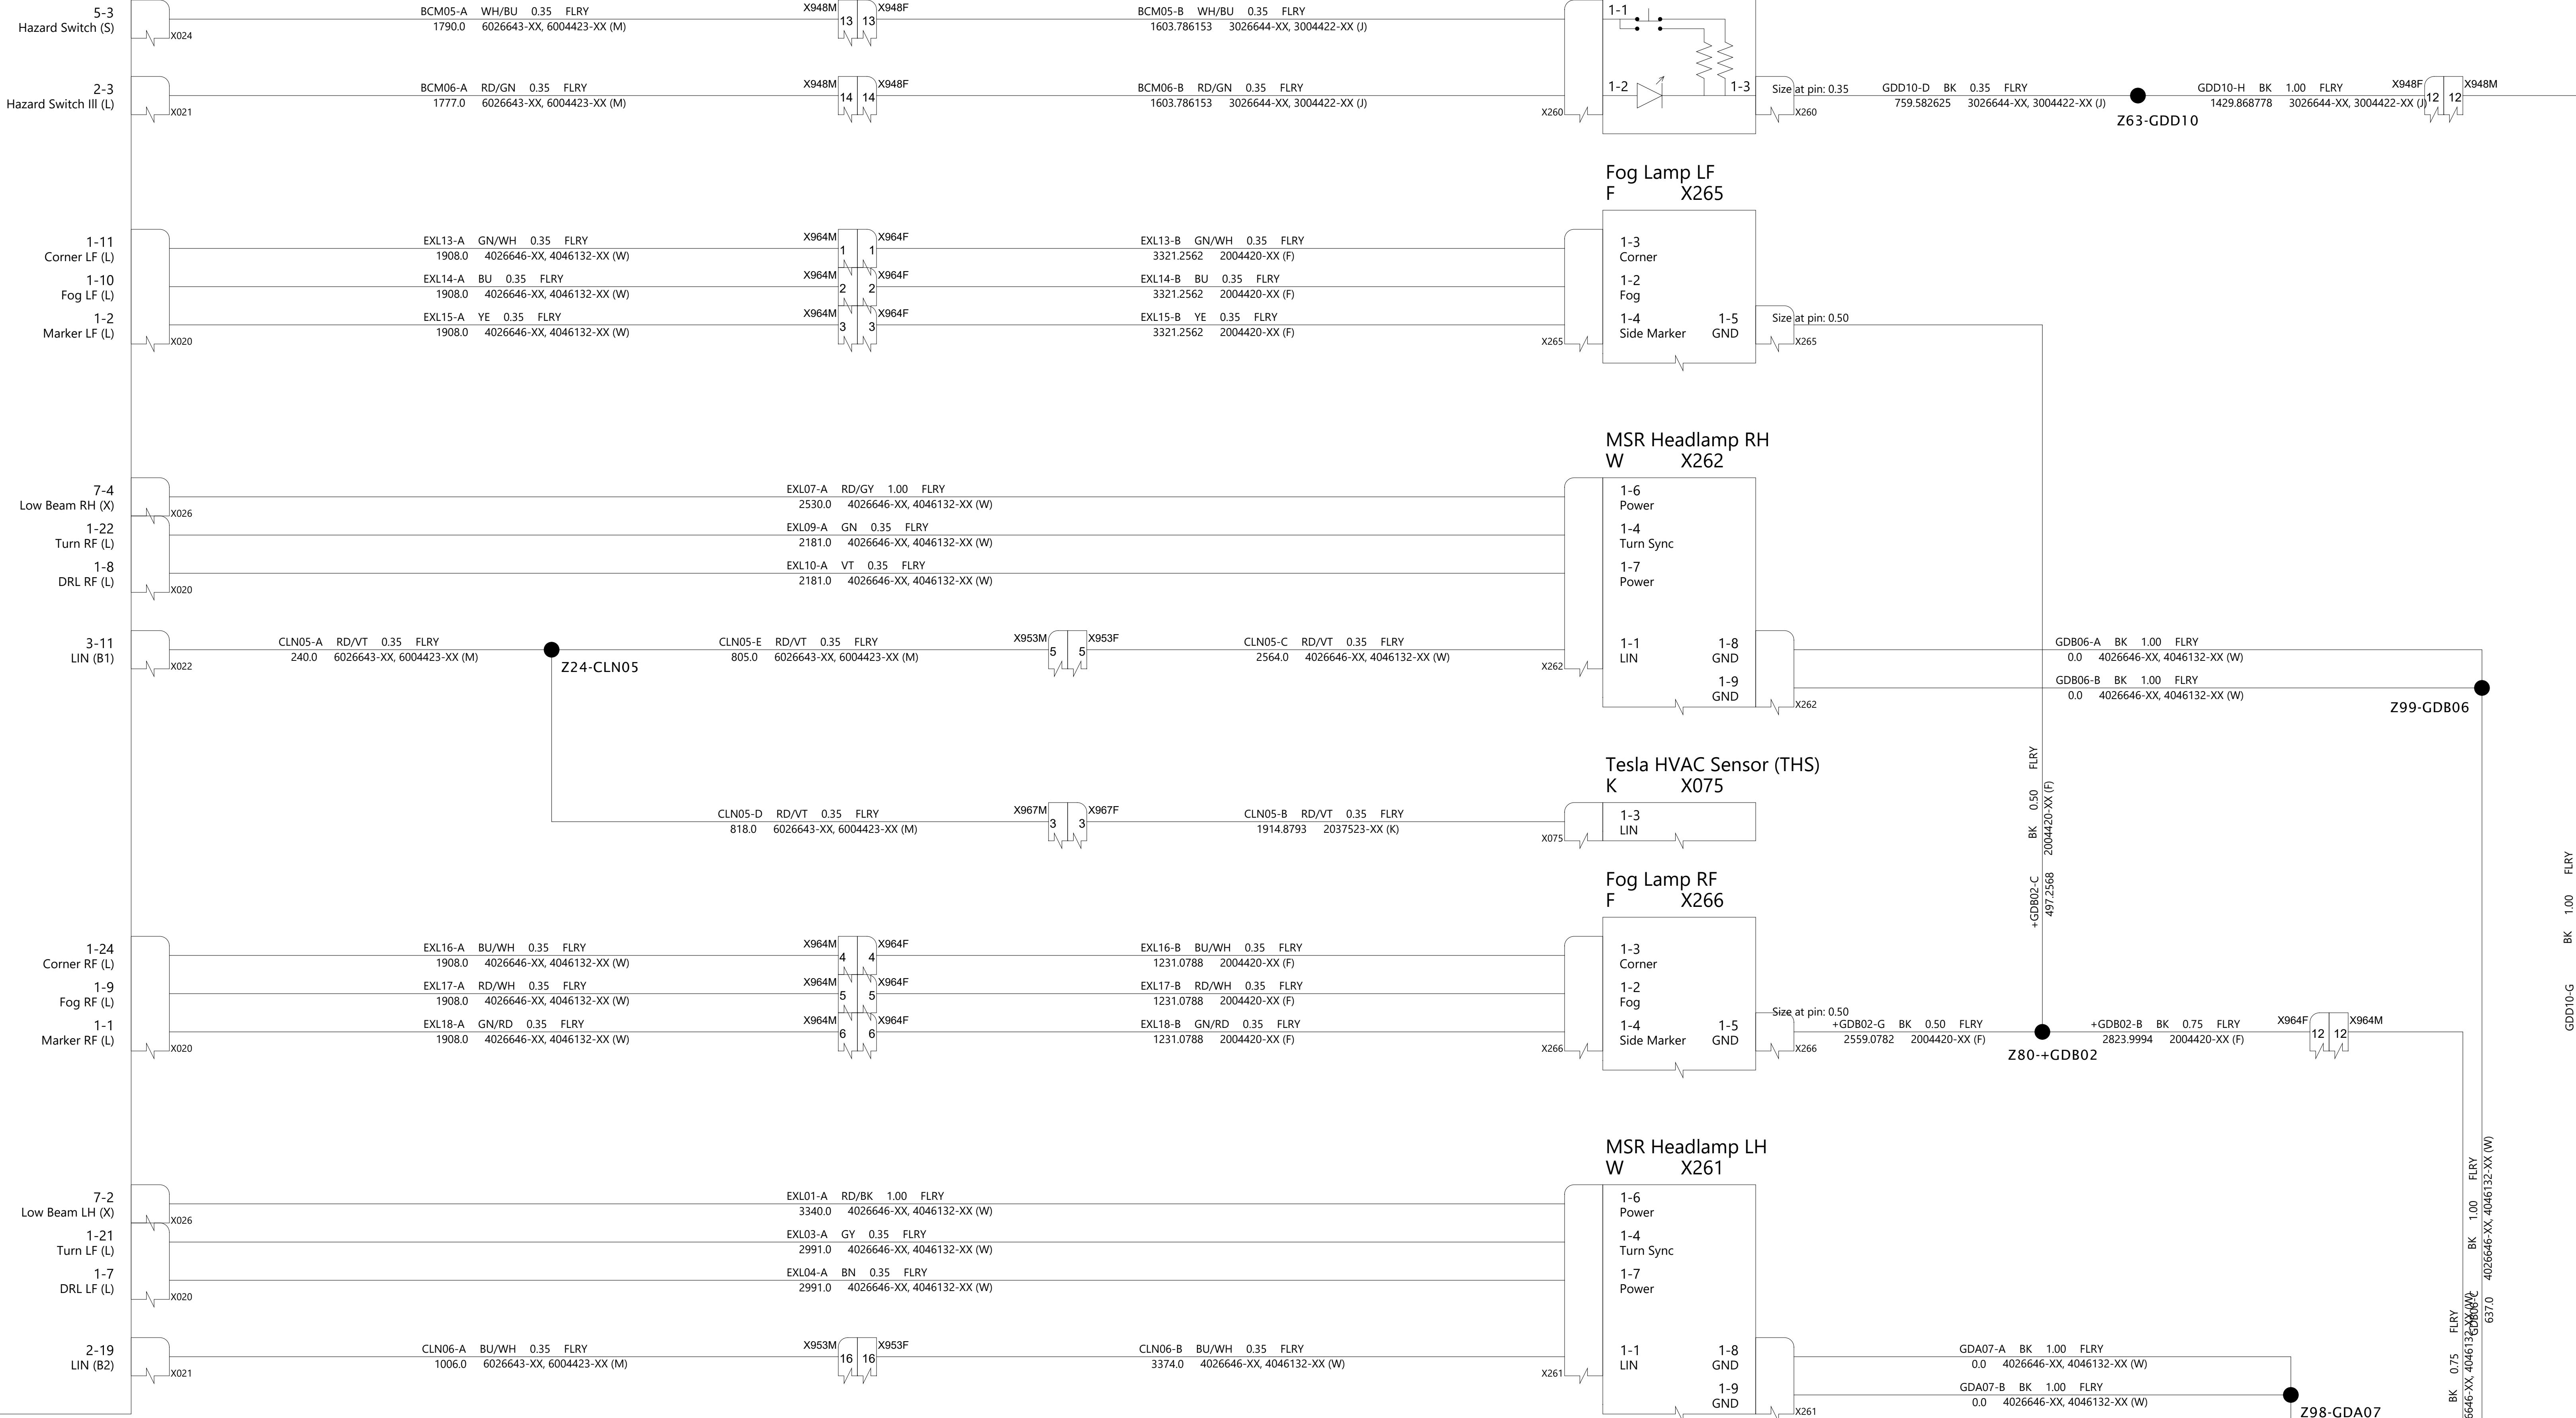 5-3
Hazard Switch (S)
X024
BCM05-A WH/BU 0.35 FLRY
1790.0 6026643-XX, 6004423-XX (M)
X948M 13 13 X948F
BCM05-B WH/BU 0.35 FLRY
1603.786153 3026644-XX, 3004422-XX (J)
1-1
2-3
Hazard Switch Ill (L)
X021
BCM06-A RD/GN 0.35 FLRY
1777.0 6026643-XX, 6004423-XX (M)
X948M 14 14 X948F
BCM06-B RD/GN 0.35 FLRY
1603.786153 3026644-XX, 3004422-XX (J)
X260
1-2
1-3
Size at pin: 0.35
X260
GDD10-D BK 0.35 FLRY
759.582625 3026644-XX, 3004422-XX (J)
Z63-GDD10
GDD10-H BK 1.00 FLRY
1429.868778 3026644-XX, 3004422-XX (J)
X948F 12 12 X948M
Fog Lamp LF
F X265
1-11
Corner LF (L)
EXL13-A GN/WH 0.35 FLRY
1908.0 4026646-XX, 4046132-XX (W)
X964M 1 1 X964F
EXL13-B GN/WH 0.35 FLRY
3321.2562 2004420-XX (F)
1-3
Corner
1-10
Fog LF (L)
EXL14-A BU 0.35 FLRY
1908.0 4026646-XX, 4046132-XX (W)
X964M 2 2 X964F
EXL14-B BU 0.35 FLRY
3321.2562 2004420-XX (F)
1-2
Fog
1-2
Marker LF (L)
X020
EXL15-A YE 0.35 FLRY
1908.0 4026646-XX, 4046132-XX (W)
X964M 3 3 X964F
EXL15-B YE 0.35 FLRY
3321.2562 2004420-XX (F)
X265
1-4
Side Marker
1-5
GND
Size at pin: 0.50
X265
MSR Headlamp RH
W X262
7-4
Low Beam RH (X)
X026
EXL07-A RD/GY 1.00 FLRY
2530.0 4026646-XX, 4046132-XX (W)
1-6
Power
1-22
Turn RF (L)
EXL09-A GN 0.35 FLRY
2181.0 4026646-XX, 4046132-XX (W)
1-4
Turn Sync
1-8
DRL RF (L)
X020
EXL10-A VT 0.35 FLRY
2181.0 4026646-XX, 4046132-XX (W)
1-7
Power
3-11
LIN (B1)
X022
CLN05-A RD/VT 0.35 FLRY
240.0 6026643-XX, 6004423-XX (M)
Z24-CLN05
CLN05-E RD/VT 0.35 FLRY
805.0 6026643-XX, 6004423-XX (M)
X953M 5 5 X953F
CLN05-C RD/VT 0.35 FLRY
2564.0 4026646-XX, 4046132-XX (W)
X262
1-1
LIN
1-8
GND
GDB06-A BK 1.00 FLRY
0.0 4026646-XX, 4046132-XX (W)
1-9
GND
X262
GDB06-B BK 1.00 FLRY
0.0 4026646-XX, 4046132-XX (W)
Z99-GDB06
Tesla HVAC Sensor (THS)
K X075
CLN05-D RD/VT 0.35 FLRY
818.0 6026643-XX, 6004423-XX (M)
X967M 3 3 X967F
CLN05-B RD/VT 0.35 FLRY
1914.8793 2037523-XX (K)
X075
1-3
LIN
+GDB02-C BK 0.50 FLRY
497.2568 2004420-XX (F)
GDD10-G BK 1.00 FLRY
Fog Lamp RF
F X266
1-24
Corner RF (L)
EXL16-A BU/WH 0.35 FLRY
1908.0 4026646-XX, 4046132-XX (W)
X964M 4 4 X964F
EXL16-B BU/WH 0.35 FLRY
1231.0788 2004420-XX (F)
1-3
Corner
1-9
Fog RF (L)
EXL17-A RD/WH 0.35 FLRY
1908.0 4026646-XX, 4046132-XX (W)
X964M 5 5 X964F
EXL17-B RD/WH 0.35 FLRY
1231.0788 2004420-XX (F)
1-2
Fog
1-1
Marker RF (L)
X020
EXL18-A GN/RD 0.35 FLRY
1908.0 4026646-XX, 4046132-XX (W)
X964M 6 6 X964F
EXL18-B GN/RD 0.35 FLRY
1231.0788 2004420-XX (F)
X266
1-4
Side Marker
1-5
GND
Size at pin: 0.50
X266
+GDB02-G BK 0.50 FLRY
2559.0782 2004420-XX (F)
Z80-+GDB02
+GDB02-B BK 0.75 FLRY
2823.9994 2004420-XX (F)
X964F 12 12 X964M
MSR Headlamp LH
W X261
7-2
Low Beam LH (X)
X026
EXL01-A RD/BK 1.00 FLRY
3340.0 4026646-XX, 4046132-XX (W)
1-6
Power
1-21
Turn LF (L)
EXL03-A GY 0.35 FLRY
2991.0 4026646-XX, 4046132-XX (W)
1-4
Turn Sync
1-7
DRL LF (L)
X020
EXL04-A BN 0.35 FLRY
2991.0 4026646-XX, 4046132-XX (W)
1-7
Power
2-19
LIN (B2)
X021
CLN06-A BU/WH 0.35 FLRY
1006.0 6026643-XX, 6004423-XX (M)
X953M 16 16 X953F
CLN06-B BU/WH 0.35 FLRY
3374.0 4026646-XX, 4046132-XX (W)
X261
1-1
LIN
1-8
GND
GDA07-A BK 1.00 FLRY
0.0 4026646-XX, 4046132-XX (W)
1-9
GND
X261
GDA07-B BK 1.00 FLRY
0.0 4026646-XX, 4046132-XX (W)
Z98-GDA07
BK 0.75 FLRY
6646-XX, 4046132-XX (W)
GDB06-C BK 1.00 FLRY
637.0 4026646-XX, 4046132-XX (W)